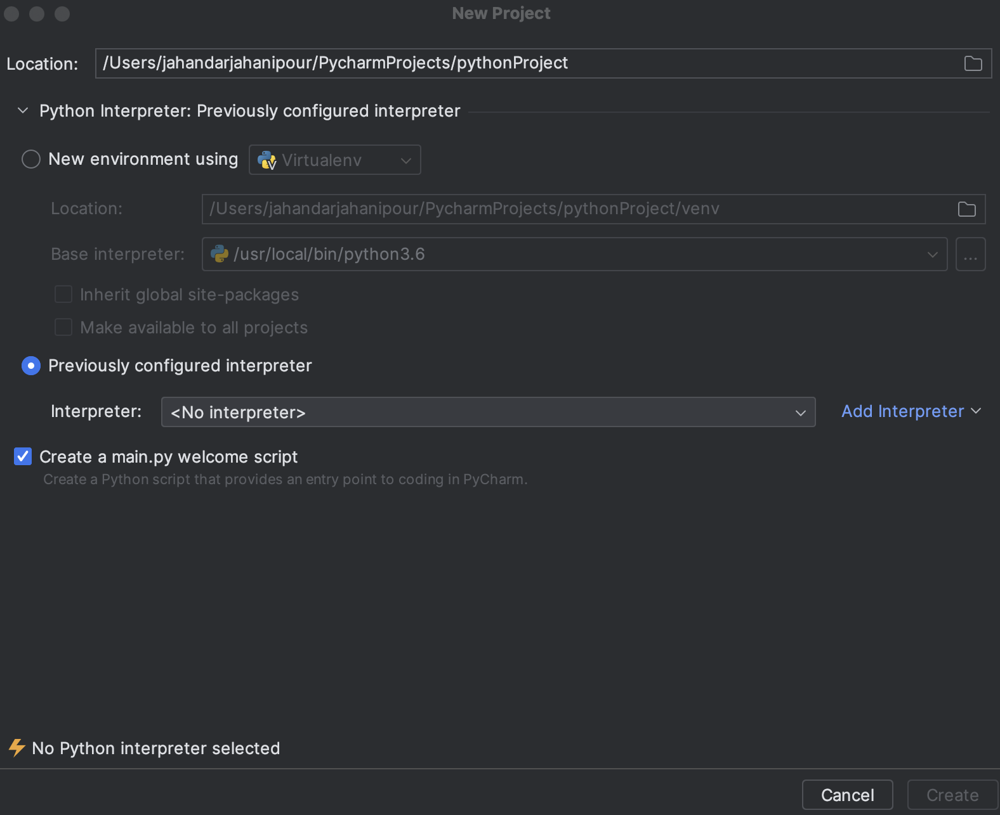 New Project
Location: /Users/jahandarjahanipour/PycharmProjects/pythonProject
Python Interpreter: Previously configured interpreter
New environment using Virtualenv
Location: /Users/jahandarjahanipour/PycharmProjects/pythonProject/venv
Base interpreter: /usr/local/bin/python3.6 ...
Inherit global site-packages
Make available to all projects
Previously configured interpreter
Interpreter: <No interpreter> Add Interpreter
Create a main.py welcome script
Create a Python script that provides an entry point to coding in PyCharm.
No Python interpreter selected
Cancel Create